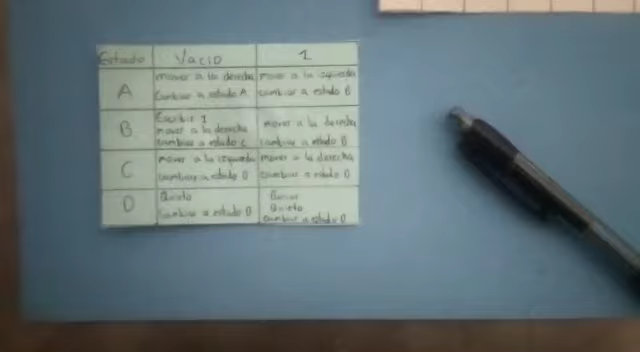 Estado Vacio 1
A
mover a la derecha
cambiar a estado A
mover a la izquierda
cambiar a estado B
B
Escribir 1
mover a la derecha
cambiar a estado C
mover a la derecha
cambiar a estado B
C
mover a la izquierda
cambiar a estado D
mover a la derecha
cambiar a estado D
D
Quieto
Cambiar a estado D
Borrar
Quieto
cambiar a estado D